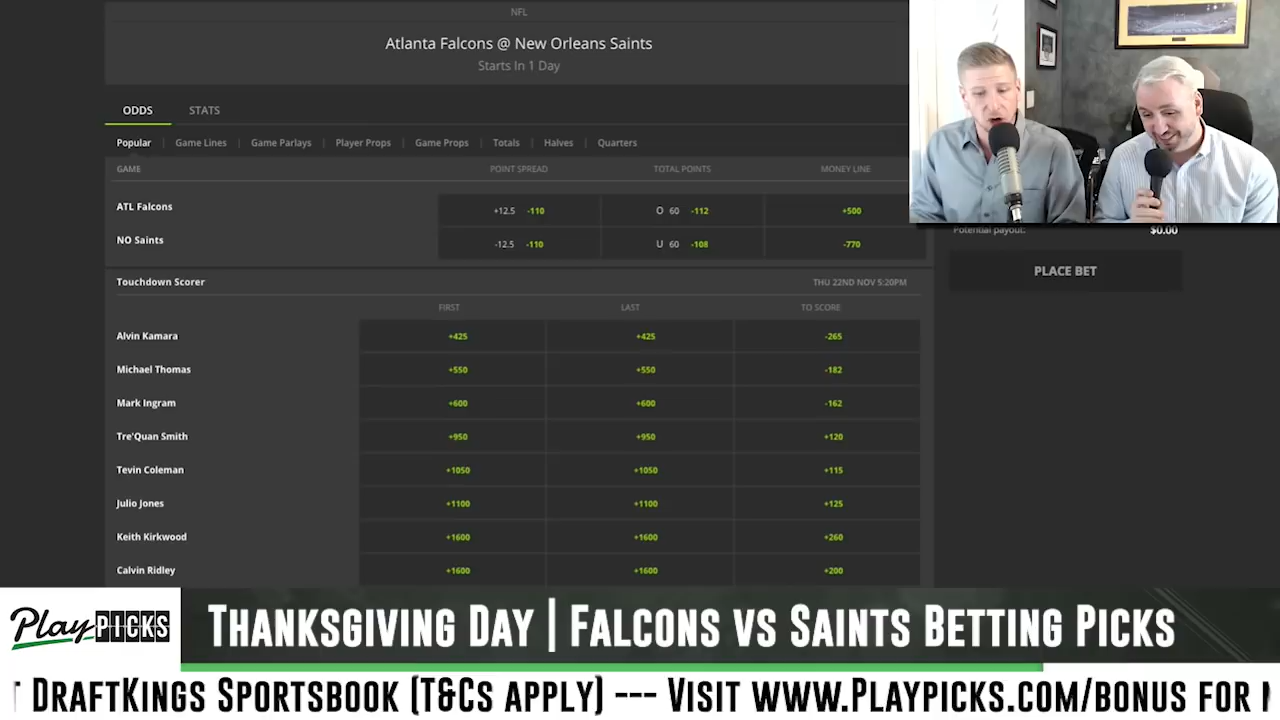 NFL
Atlanta Falcons @ New Orleans Saints
Starts In 1 Day
ODDS STATS
Popular | Game Lines | Game Parlays | Player Props | Game Props | Totals | Halves | Quarters
GAME POINT SPREAD TOTAL POINTS MONEY LINE
ATL Falcons +12.5 -110 O 60 -112 +500
NO Saints -12.5 -110 U 60 -108 -770
Potential payout: $0.00
PLACE BET
Touchdown Scorer THU 22ND NOV 5:20PM
FIRST LAST TO SCORE
Alvin Kamara +425 +425 -265
Michael Thomas +550 +550 -182
Mark Ingram +600 +600 -162
Tre'Quan Smith +950 +950 +120
Tevin Coleman +1050 +1050 +115
Julio Jones +1100 +1100 +125
Keith Kirkwood +1600 +1600 +260
Calvin Ridley +1600 +1600 +200
PlayPICKS
THANKSGIVING DAY | FALCONS VS SAINTS BETTING PICKS
DRAFTKINGS SPORTSBOOK (T&CS APPLY) --- VISIT WWW.PLAYPICKS.COM/BONUS FOR